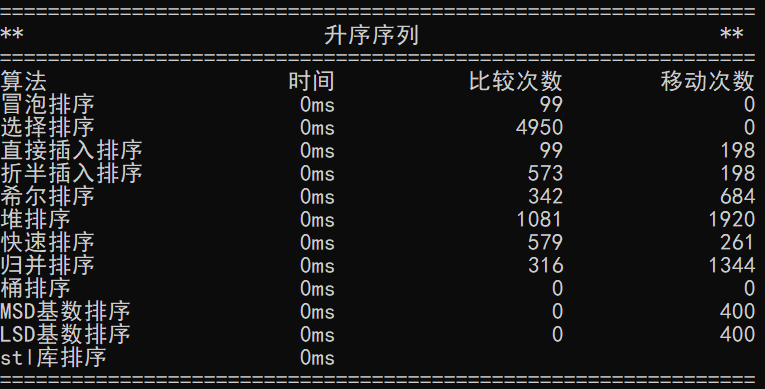 ================================================================
** 升序序列 **
================================================================
算法 时间 比较次数 移动次数
冒泡排序 0ms 99 0
选择排序 0ms 4950 0
直接插入排序 0ms 99 198
折半插入排序 0ms 573 198
希尔排序 0ms 342 684
堆排序 0ms 1081 1920
快速排序 0ms 579 261
归并排序 0ms 316 1344
桶排序 0ms 0 0
MSD基数排序 0ms 0 400
LSD基数排序 0ms 0 400
stl库排序 0ms
================================================================